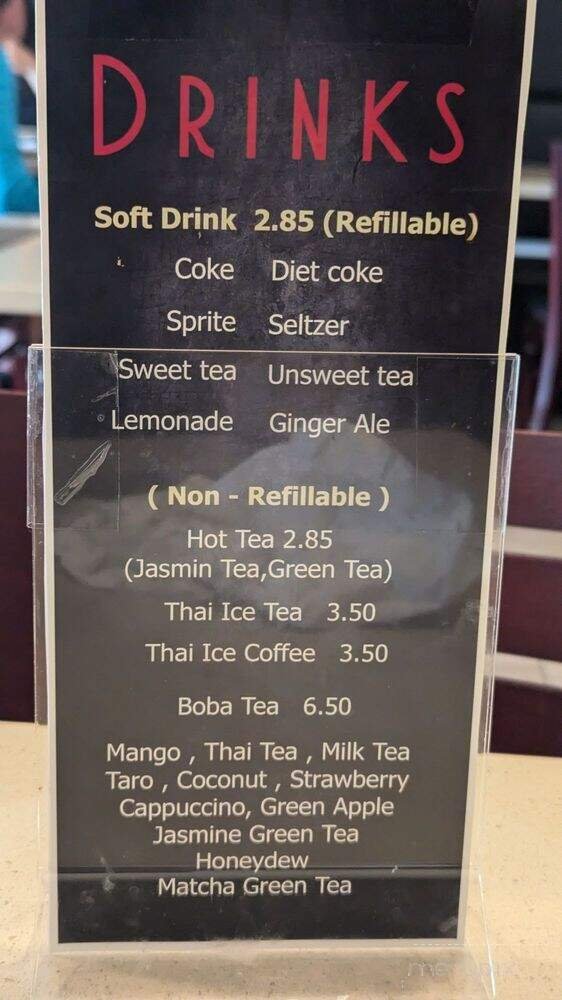 DRINKS
Soft Drink 2.85 (Refillable)
Coke Diet coke
Sprite Seltzer
Sweet tea Unsweet tea
Lemonade Ginger Ale
( Non - Refillable )
Hot Tea 2.85
(Jasmin Tea,Green Tea)
Thai Ice Tea 3.50
Thai Ice Coffee 3.50
Boba Tea 6.50
Mango , Thai Tea , Milk Tea
Taro , Coconut , Strawberry
Cappuccino, Green Apple
Jasmine Green Tea
Honeydew
Matcha Green Tea